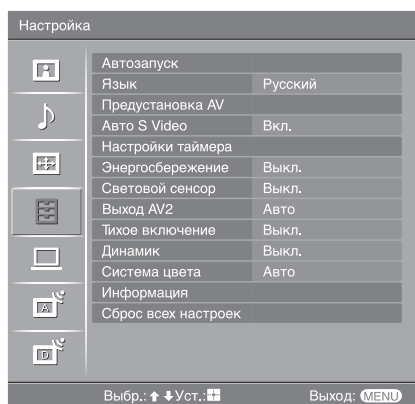 Настройка
Автозапуск
Язык Русский
Предустановка AV
Авто S Video Вкл.
Настройки таймера
Энергосбережение Выкл.
Световой сенсор Выкл.
Выход AV2 Авто
Тихое включение Выкл.
Динамик Выкл.
Система цвета Авто
Информация
Сброс всех настроек
A
D
Выбр.: Уст.: Выход: MENU